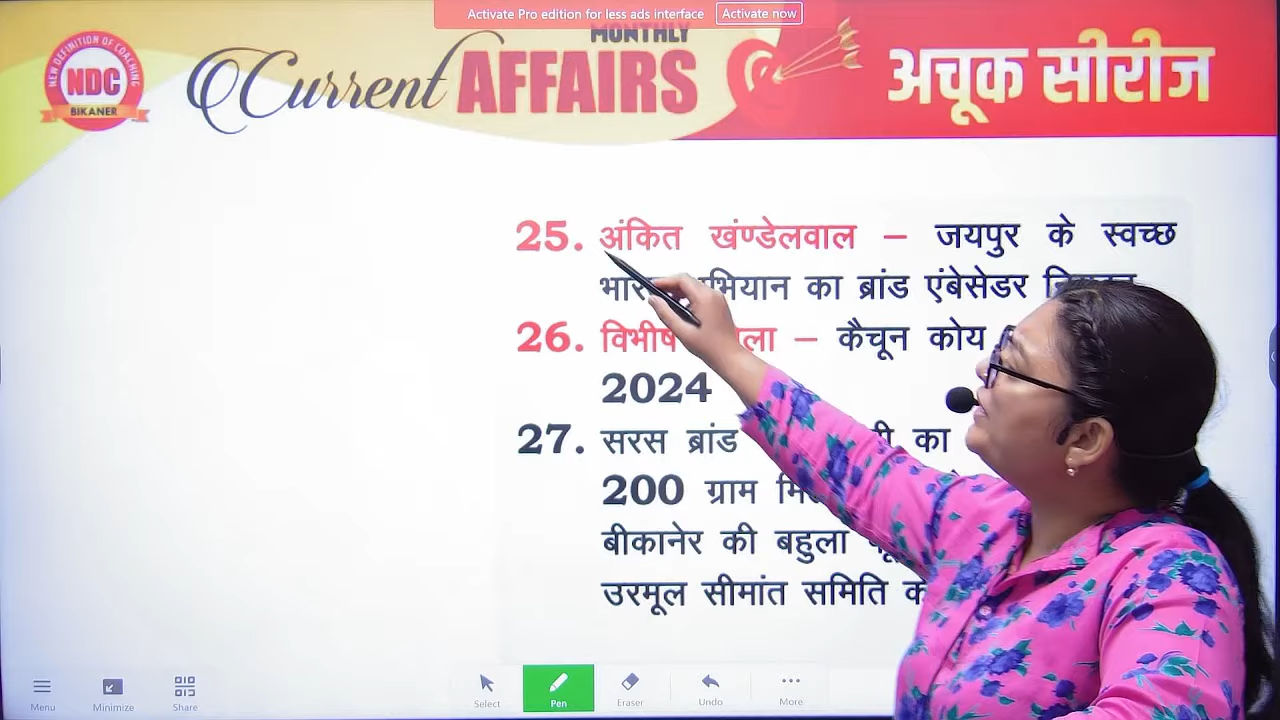 Activate Pro edition for less ads interface Activate now
NEW DEFINITION OF COACHING
NDC
BIKANER
MONTHLY
Current AFFAIRS
अचूक सीरीज
25. अंकित खंण्डेलवाल – जयपुर के स्वच्छ
का ब्रांड एंबेसेडर
26. – कैचून कोय
2024
27. सरस ब्रांड का
200 ग्राम
बीकानेर की बहुला
उरमूल सीमांत समिति
Menu Minimize Share Select Pen Eraser Undo More